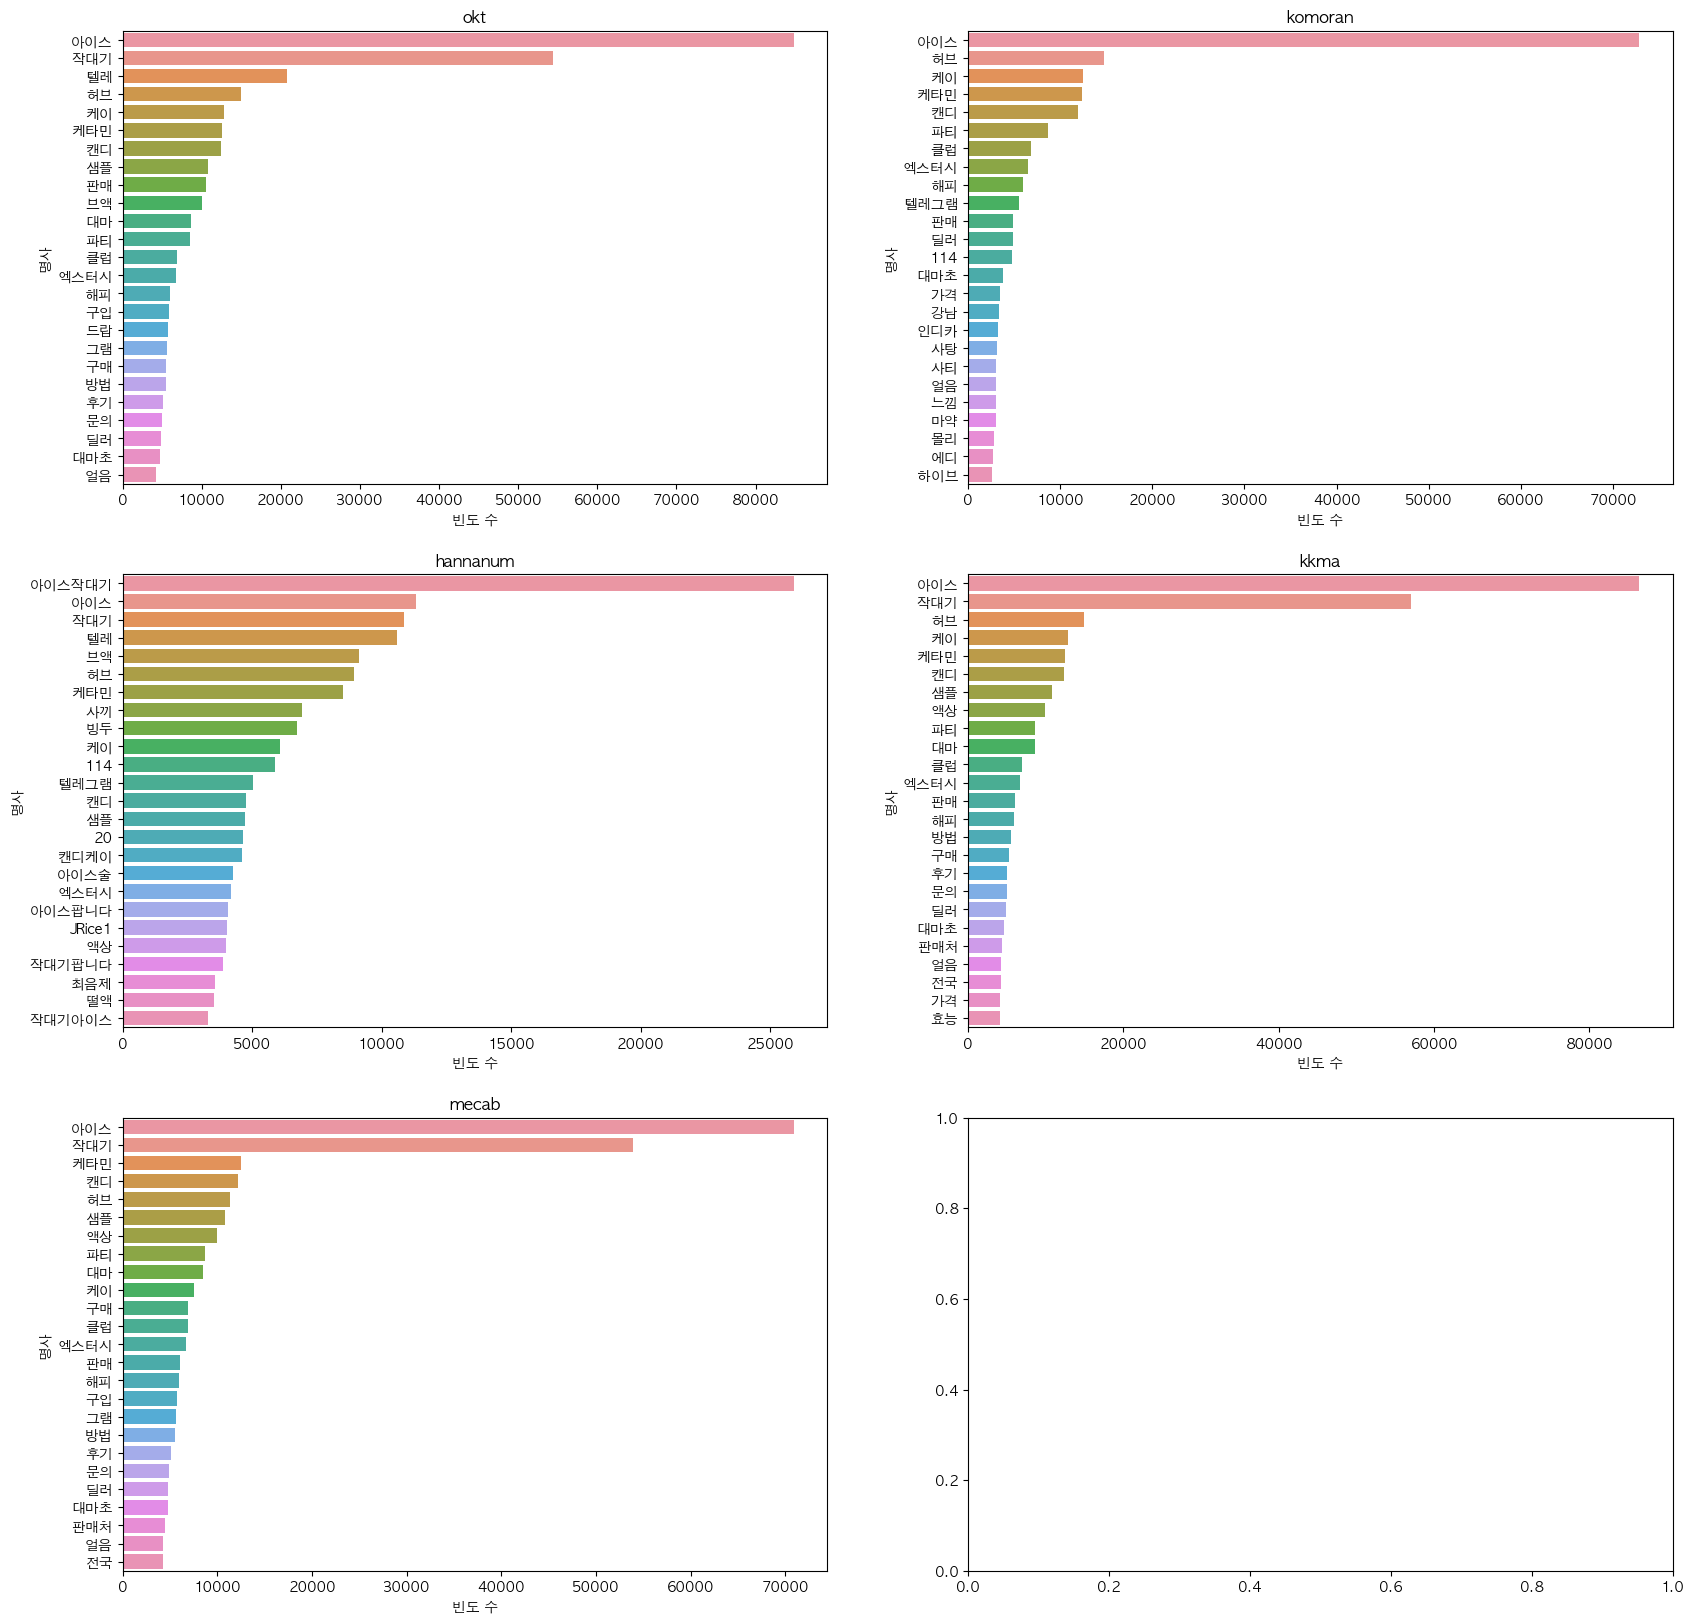 okt
아이스
작대기
텔레
허브
케이
케타민
캔디
샘플
판매
브액
대마
파티
클럽
엑스터시
해피
구입
드랍
그램
구매
방법
후기
문의
딜러
대마초
얼음
명사
0 10000 20000 30000 40000 50000 60000 70000 80000
빈도 수
komoran
아이스
허브
케이
케타민
캔디
파티
클럽
엑스터시
해피
텔레그램
판매
딜러
114
대마초
가격
강남
인디카
사탕
사티
얼음
느낌
마약
몰리
에디
하이브
명사
0 10000 20000 30000 40000 50000 60000 70000
빈도 수
hannanum
아이스작대기
아이스
작대기
텔레
브액
허브
케타민
사끼
빙두
케이
114
텔레그램
캔디
샘플
20
캔디케이
아이스술
엑스터시
아이스팝니다
JRice1
액상
작대기팝니다
최음제
떨액
작대기아이스
명사
0 5000 10000 15000 20000 25000
빈도 수
kkma
아이스
작대기
허브
케이
케타민
캔디
샘플
액상
파티
대마
클럽
엑스터시
판매
해피
방법
구매
후기
문의
딜러
대마초
판매처
얼음
전국
가격
효능
명사
0 20000 40000 60000 80000
빈도 수
mecab
아이스
작대기
케타민
캔디
허브
샘플
액상
파티
대마
케이
구매
클럽
엑스터시
판매
해피
구입
그램
방법
후기
문의
딜러
대마초
판매처
얼음
전국
명사
0 10000 20000 30000 40000 50000 60000 70000
빈도 수
1.0
0.8
0.6
0.4
0.2
0.0
0.0 0.2 0.4 0.6 0.8 1.0